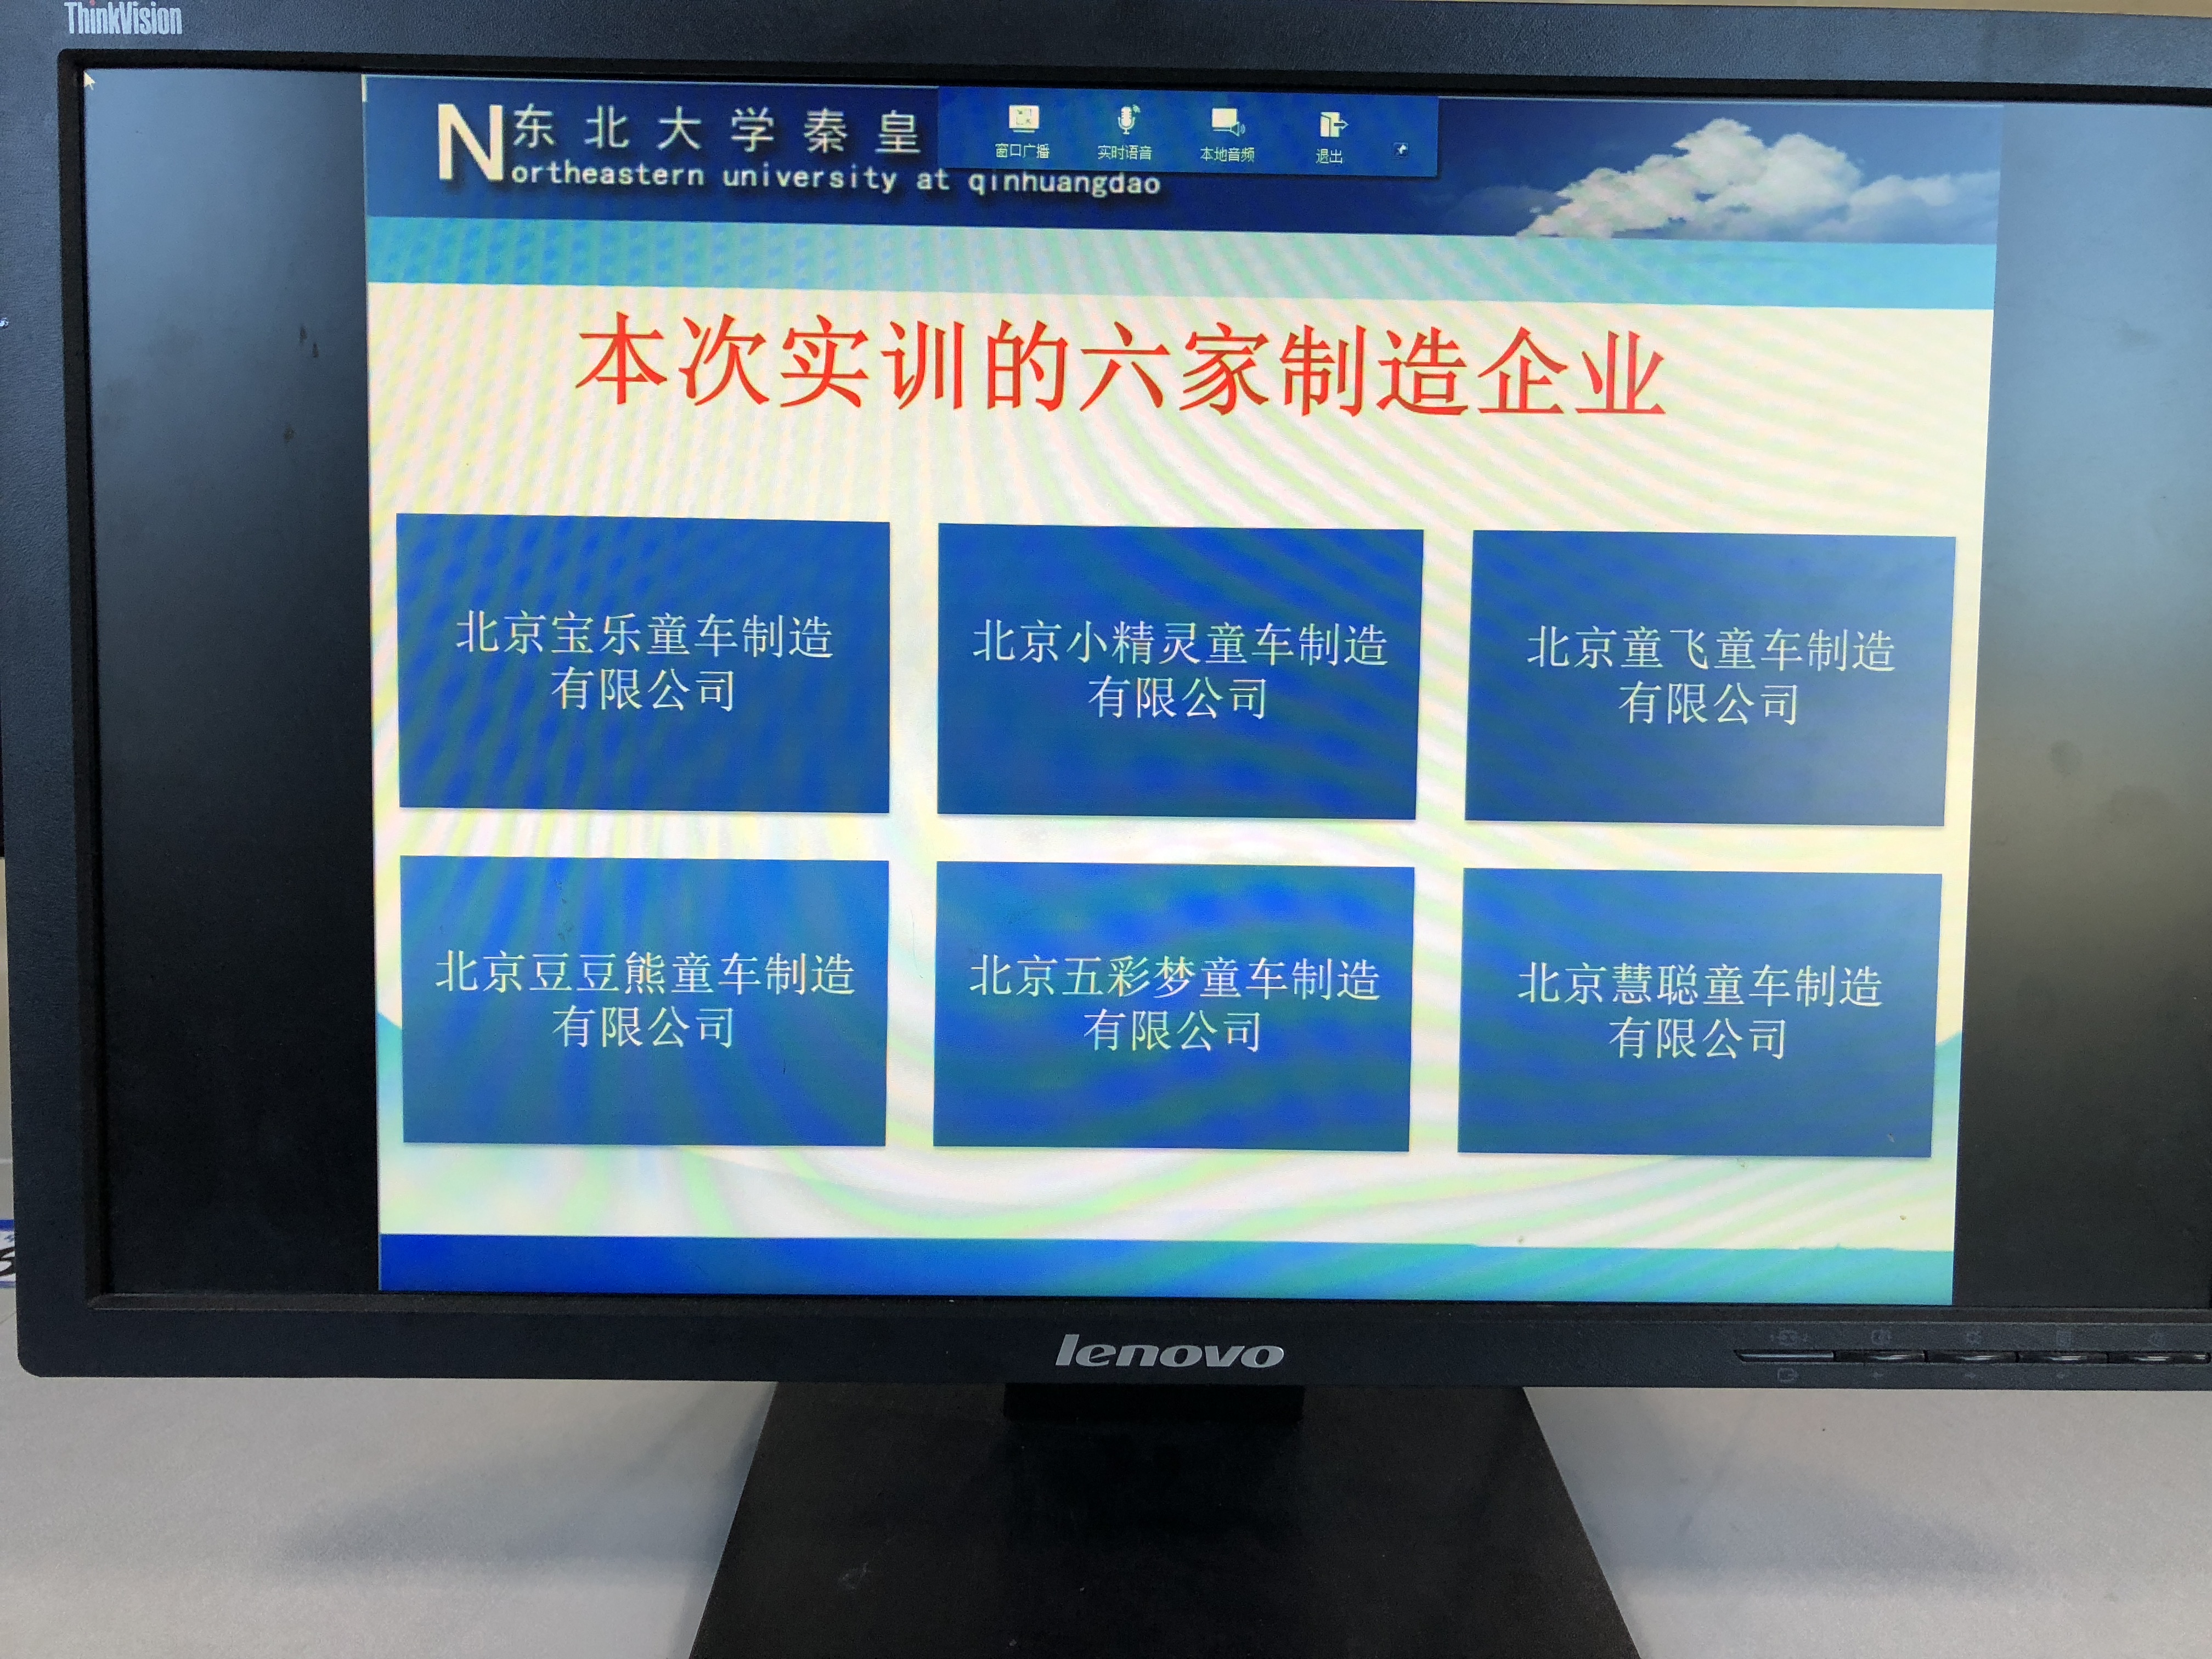 ThinkVision
东北大学秦皇
Northeastern university at qinhuangdao
窗口广播
实时语音
本地音频
退出
本次实训的六家制造企业
北京宝乐童车制造
有限公司
北京小精灵童车制造
有限公司
北京童飞童车制造
有限公司
北京豆豆熊童车制造
有限公司
北京五彩梦童车制造
有限公司
北京慧聪童车制造
有限公司
lenovo